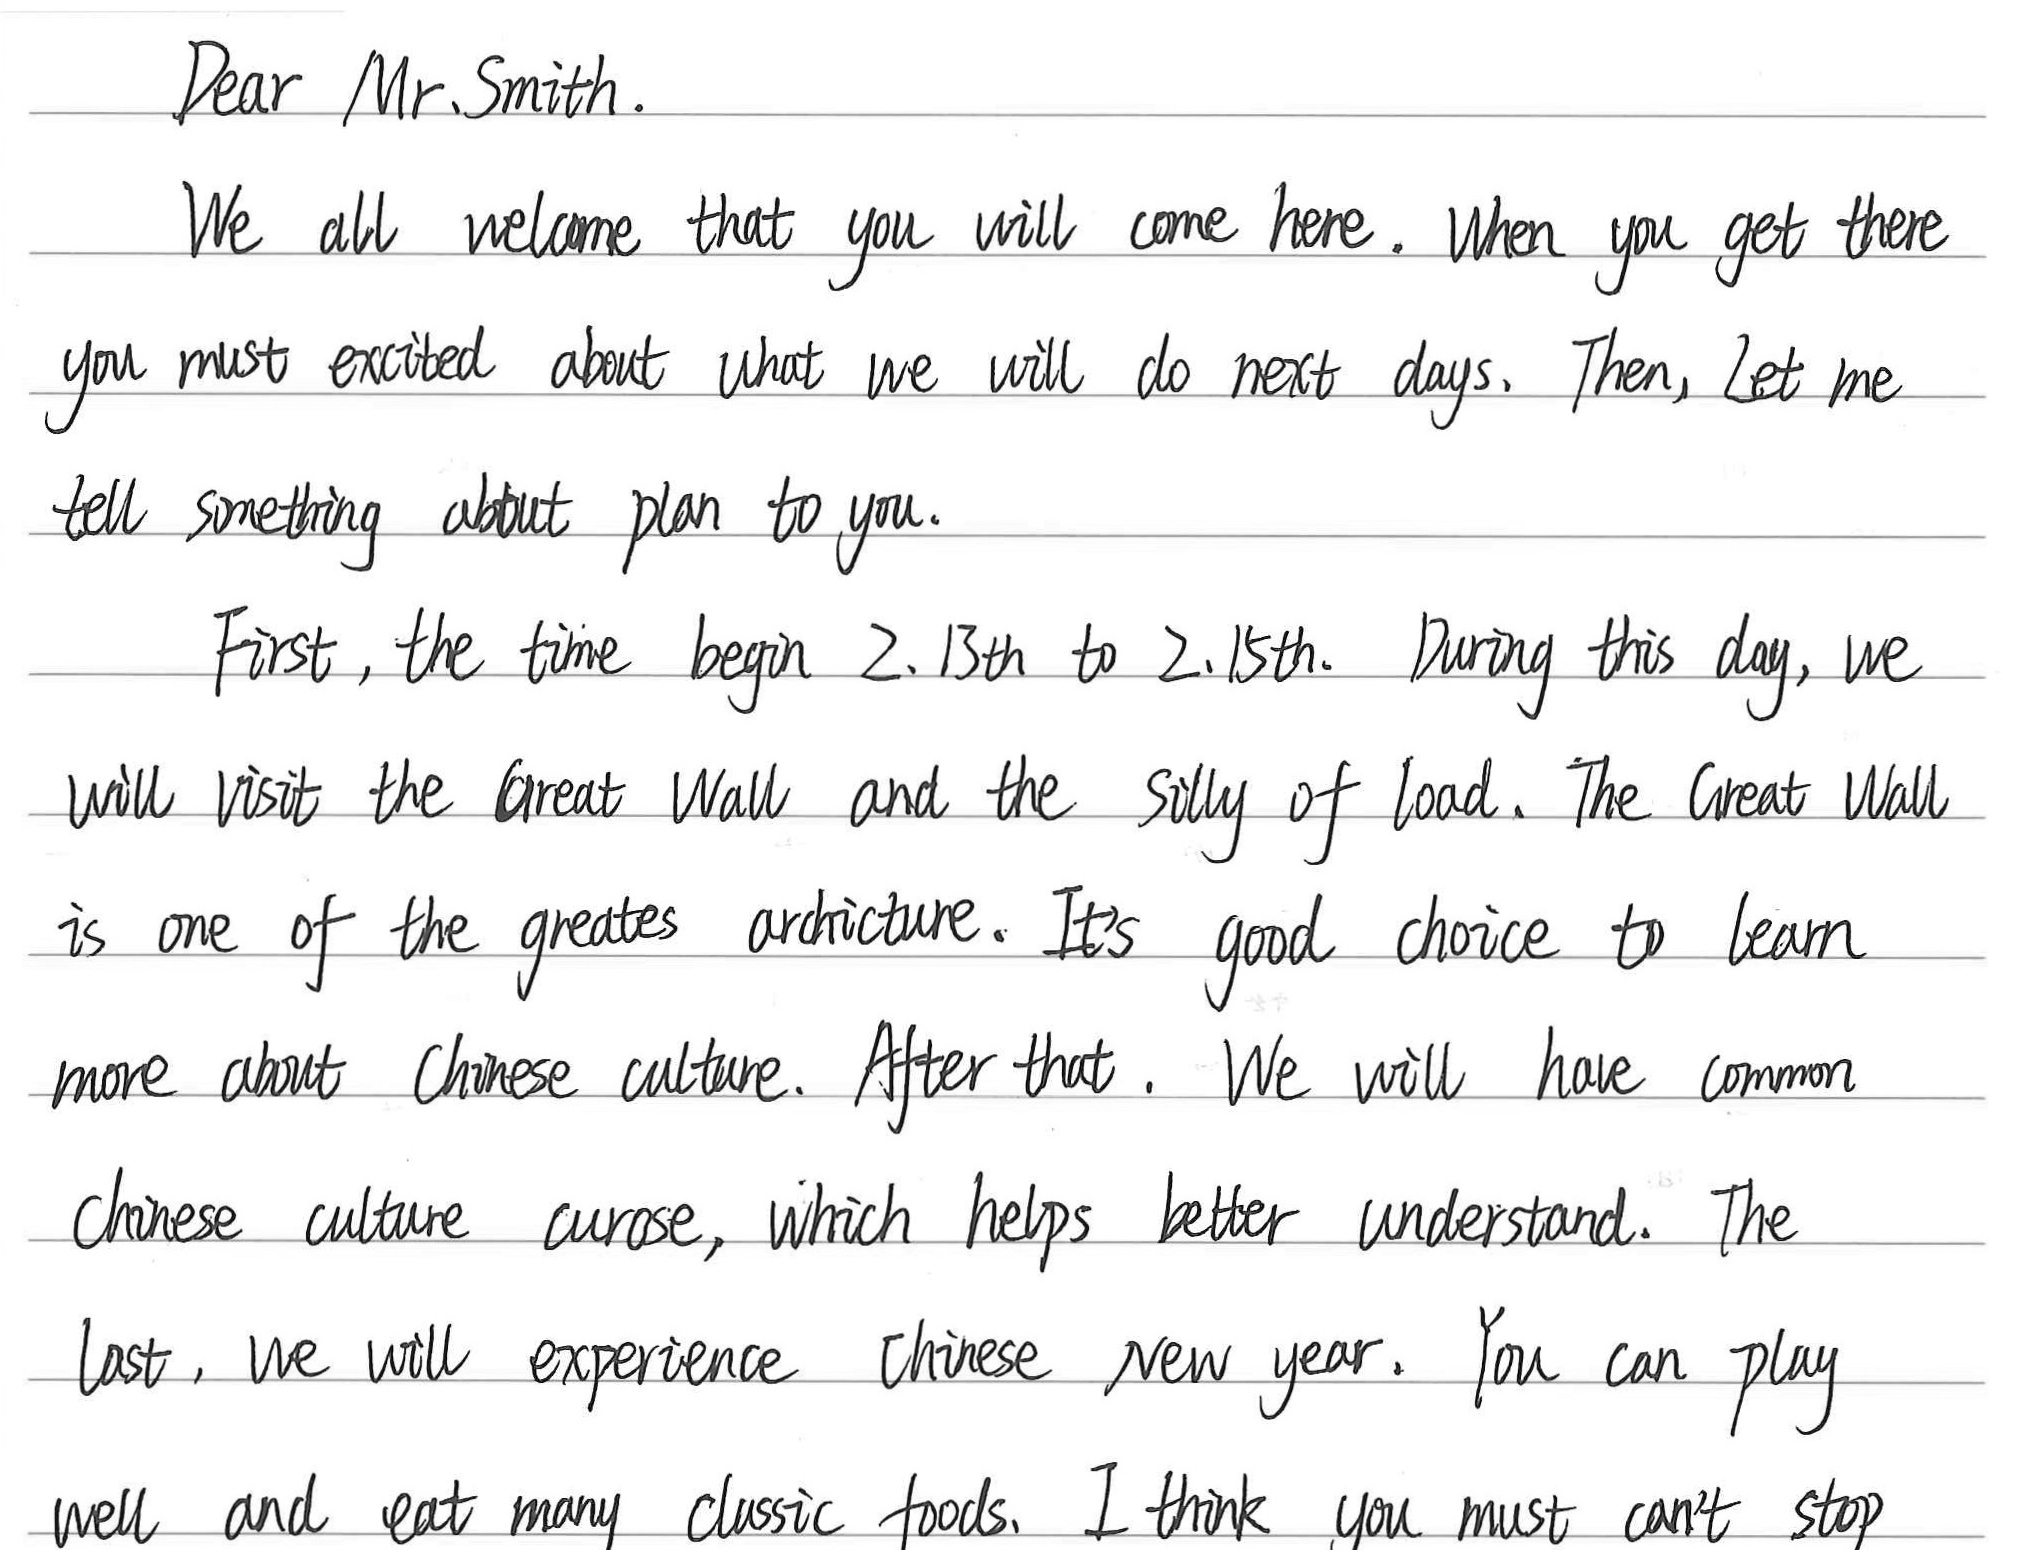 Dear Mr. Smith.
We all welcome that you will come here. When you get there
you must excited about what we will do next days. Then, Let me
tell something about plan to you.
First, the time begin 2.13th to 2.15th. During this day, we
will visit the Great Wall and the Silly of load. The Great Wall
is one of the greates archicture. It's good choice to learn
more about Chinese culture. After that. We will have common
Chinese culture curose, which helps better understand. The
last, we will experience Chinese New year. You can play
well and eat many classic foods. I think you must can't stop